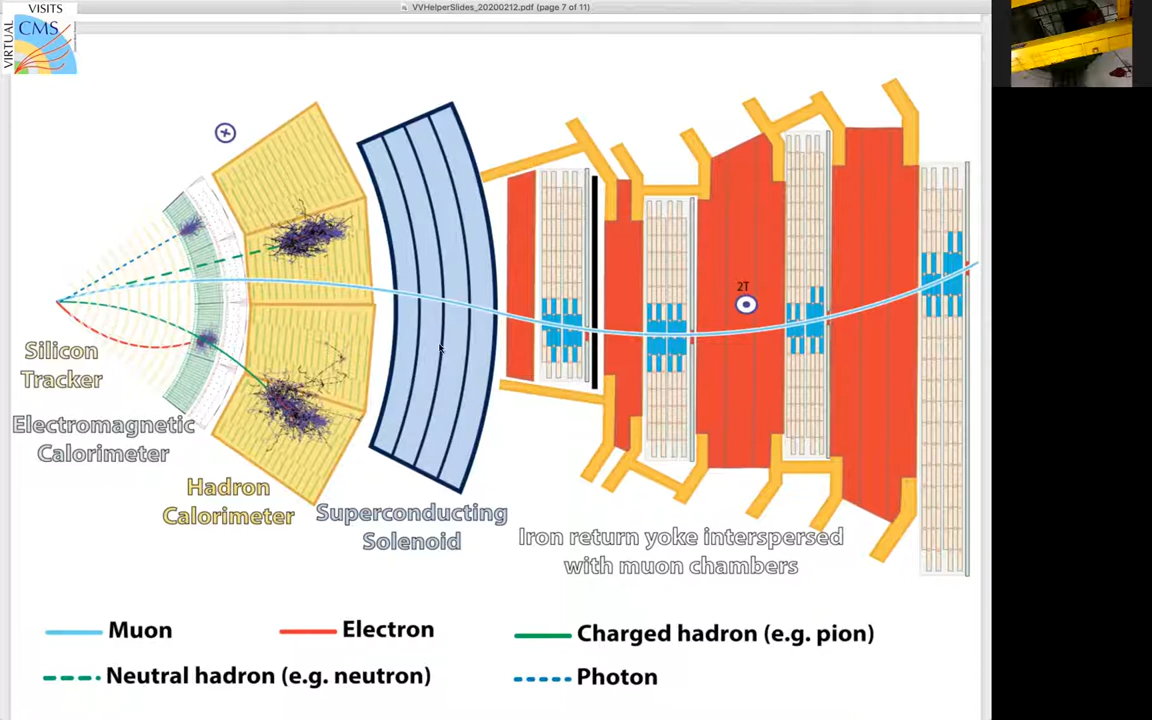 VVHelperSlides_20200212.pdf (page 7 of 11)
VISITS
VIRTUAL
CMS
2T
Silicon
Tracker
Electromagnetic
Calorimeter
Hadron
Calorimeter
Superconducting
Solenoid
Iron return yoke interspersed
with muon chambers
Muon
Electron
Charged hadron (e.g. pion)
Neutral hadron (e.g. neutron)
Photon